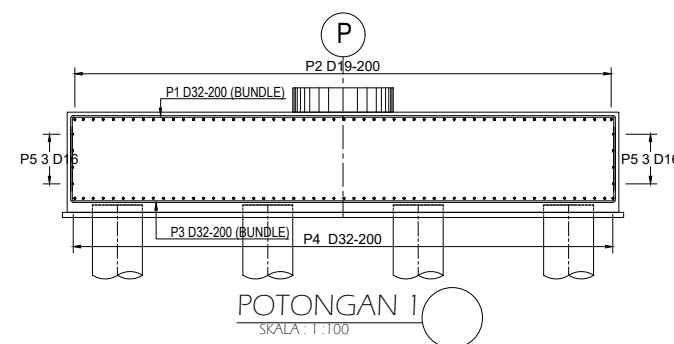 P
P2 D19-200
P1 D32-200 (BUNDLE)
P5 3 D16
P5 3 D16
P3 D32-200 (BUNDLE)
P4 D32-200
POTONGAN 1
SKALA : 1 :100